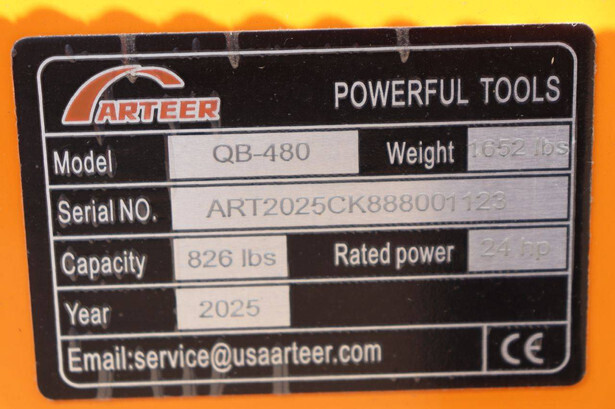 ARTEER
POWERFUL TOOLS
Model QB-480 Weight 1652 lbs
Serial NO. ART2025CK888001123
Capacity 826 lbs Rated power 24 hp
Year 2025
Email:service@usaarteer.com CE